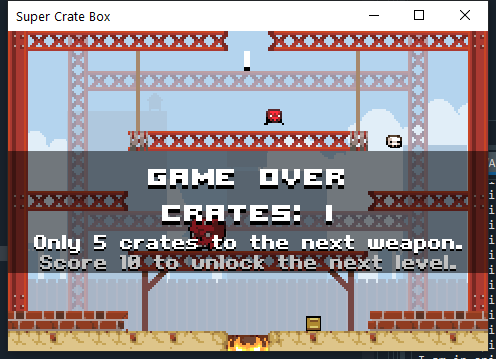 Super Crate Box
GAME OVER
CRATES: 1
Only 5 crates to the next weapon.
Score 10 to unlock the next level.